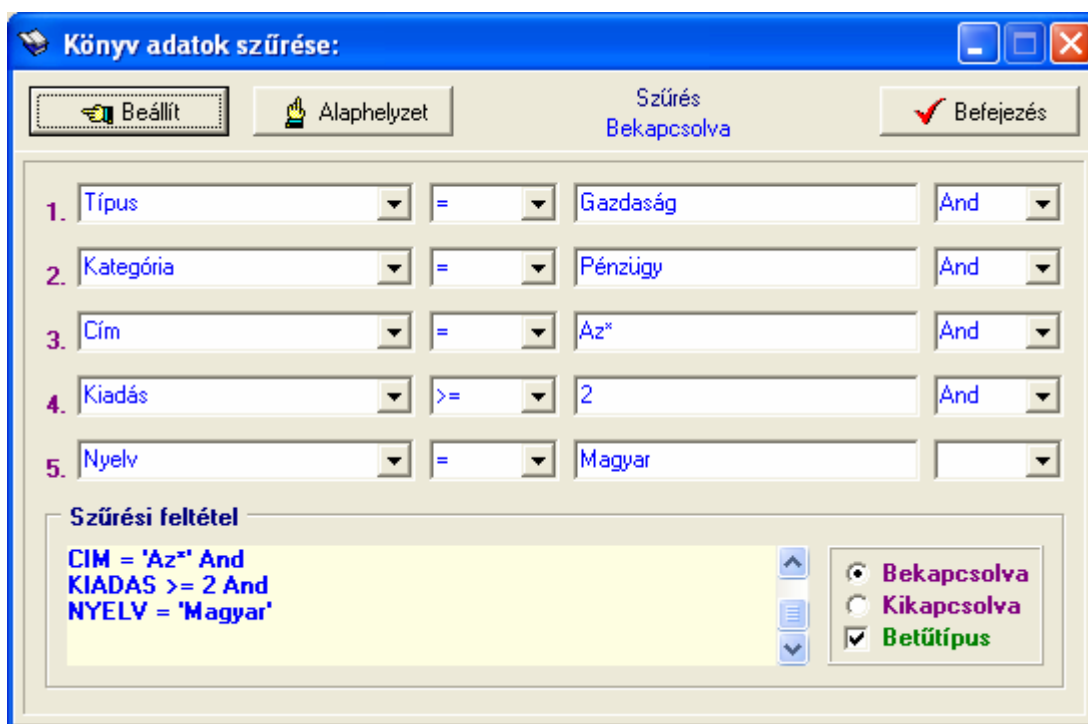 Könyv adatok szűrése:
Beállít Alaphelyzet Szűrés Befejezés
Bekapcsolva
1. Típus = Gazdaság And
2. Kategória = Pénzügy And
3. Cím = Az* And
4. Kiadás >= 2 And
5. Nyelv = Magyar
Szűrési feltétel
CIM = 'Az*' And
KIADAS >= 2 And
NYELV = 'Magyar'
Bekapcsolva
Kikapcsolva
Betűtípus